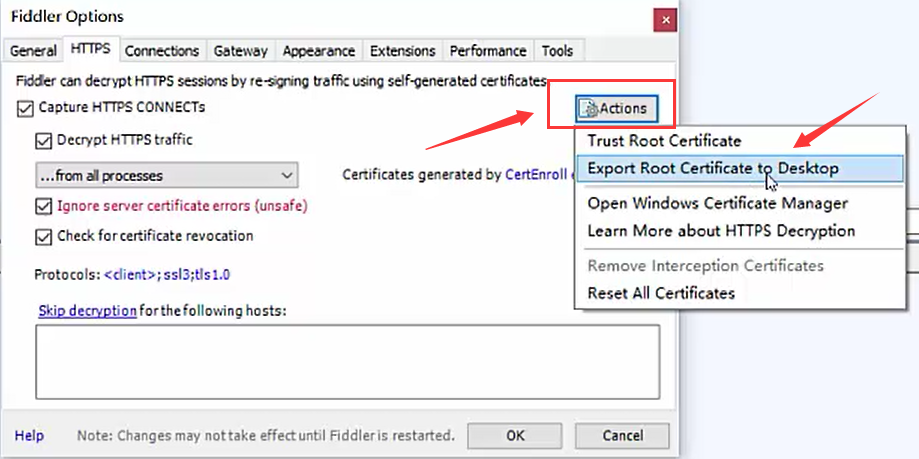 Fiddler Options
General HTTPS Connections Gateway Appearance Extensions Performance Tools
Fiddler can decrypt HTTPS sessions by re-signing traffic using self-generated certificates.
Capture HTTPS CONNECTs
Actions
Decrypt HTTPS traffic
...from all processes
Certificates generated by CertEnroll
Ignore server certificate errors (unsafe)
Check for certificate revocation
Protocols: <client>;ssl3;tls1.0
Skip decryption for the following hosts:
Trust Root Certificate
Export Root Certificate to Desktop
Open Windows Certificate Manager
Learn More about HTTPS Decryption
Remove Interception Certificates
Reset All Certificates
Help
Note: Changes may not take effect until Fiddler is restarted.
OK
Cancel